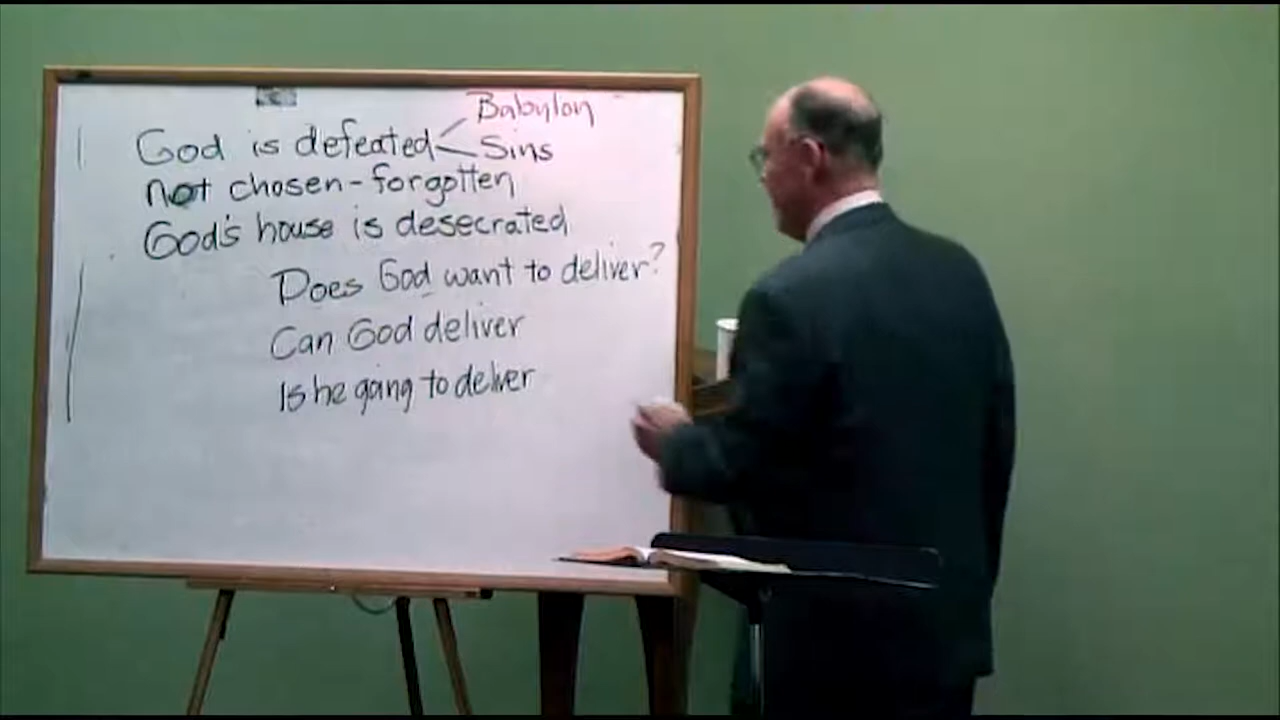 Babylon
God is defeated < Sins
not chosen - forgotten
God's house is desecrated
Does God want to deliver?
Can God deliver
Is he going to deliver